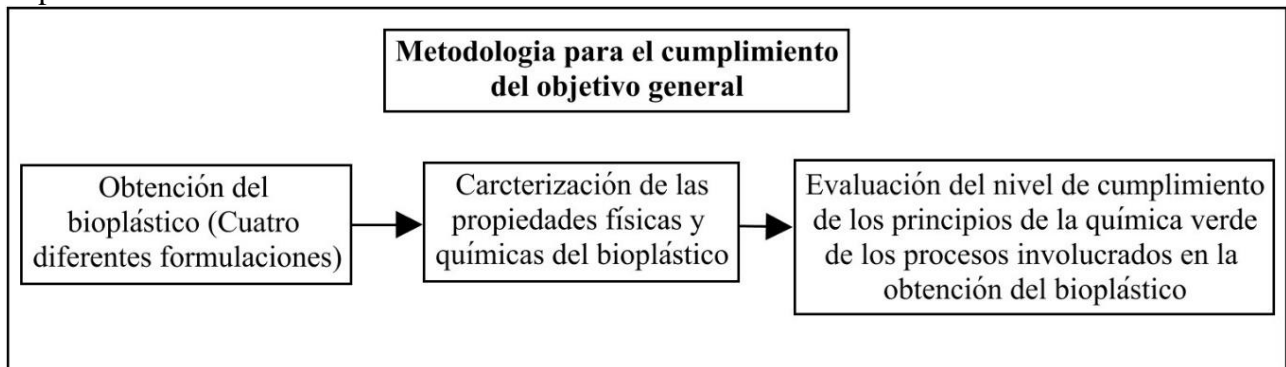 Metodologia para el cumplimiento
del objetivo general
Obtención del
bioplástico (Cuatro
diferentes formulaciones)
Carcterización de las
propiedades físicas y
químicas del bioplástico
Evaluación del nivel de cumplimiento
de los principios de la química verde
de los procesos involucrados en la
obtención del bioplástico